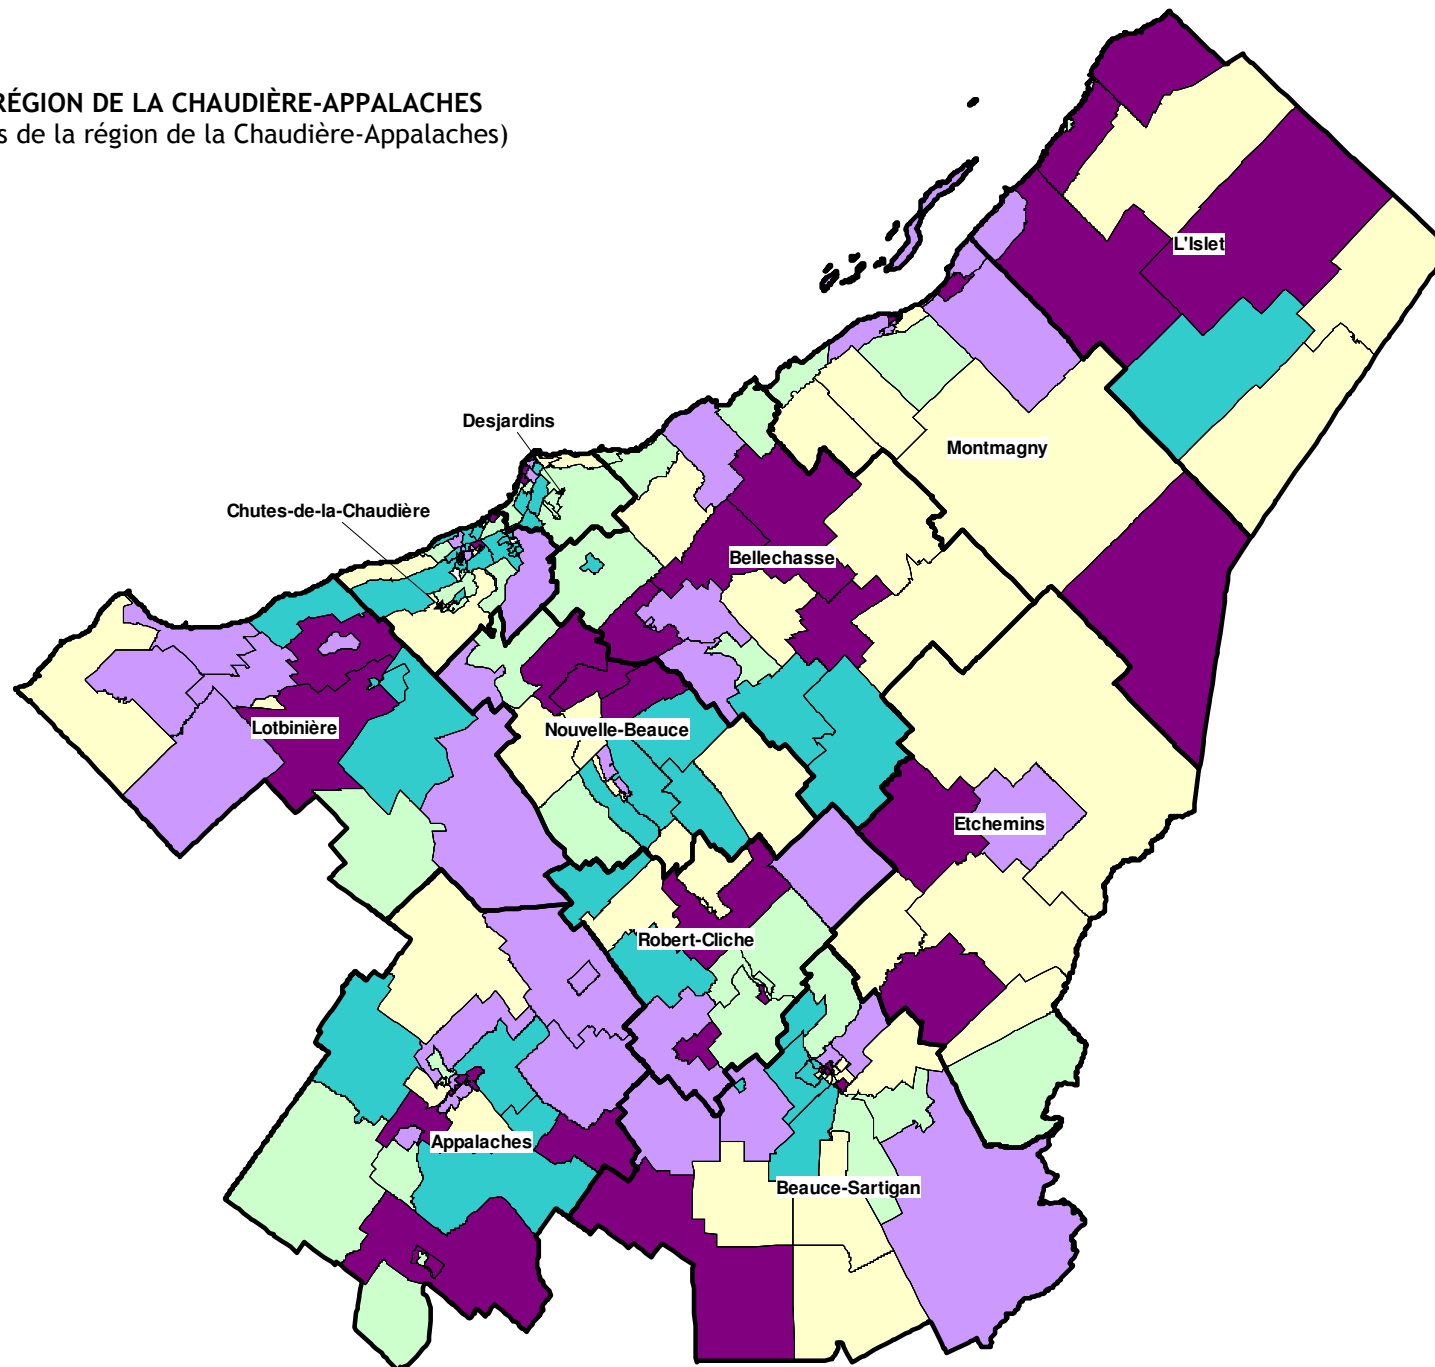 RÉGION DE LA CHAUDIÈRE-APPALACHES
s de la région de la Chaudière-Appalaches)
L'Islet
Desjardins
Montmagny
Chutes-de-la-Chaudière
Bellechasse
Lotbinière
Nouvelle-Beauce
Etchemins
Robert-Cliche
Appalaches
Beauce-Sartigan